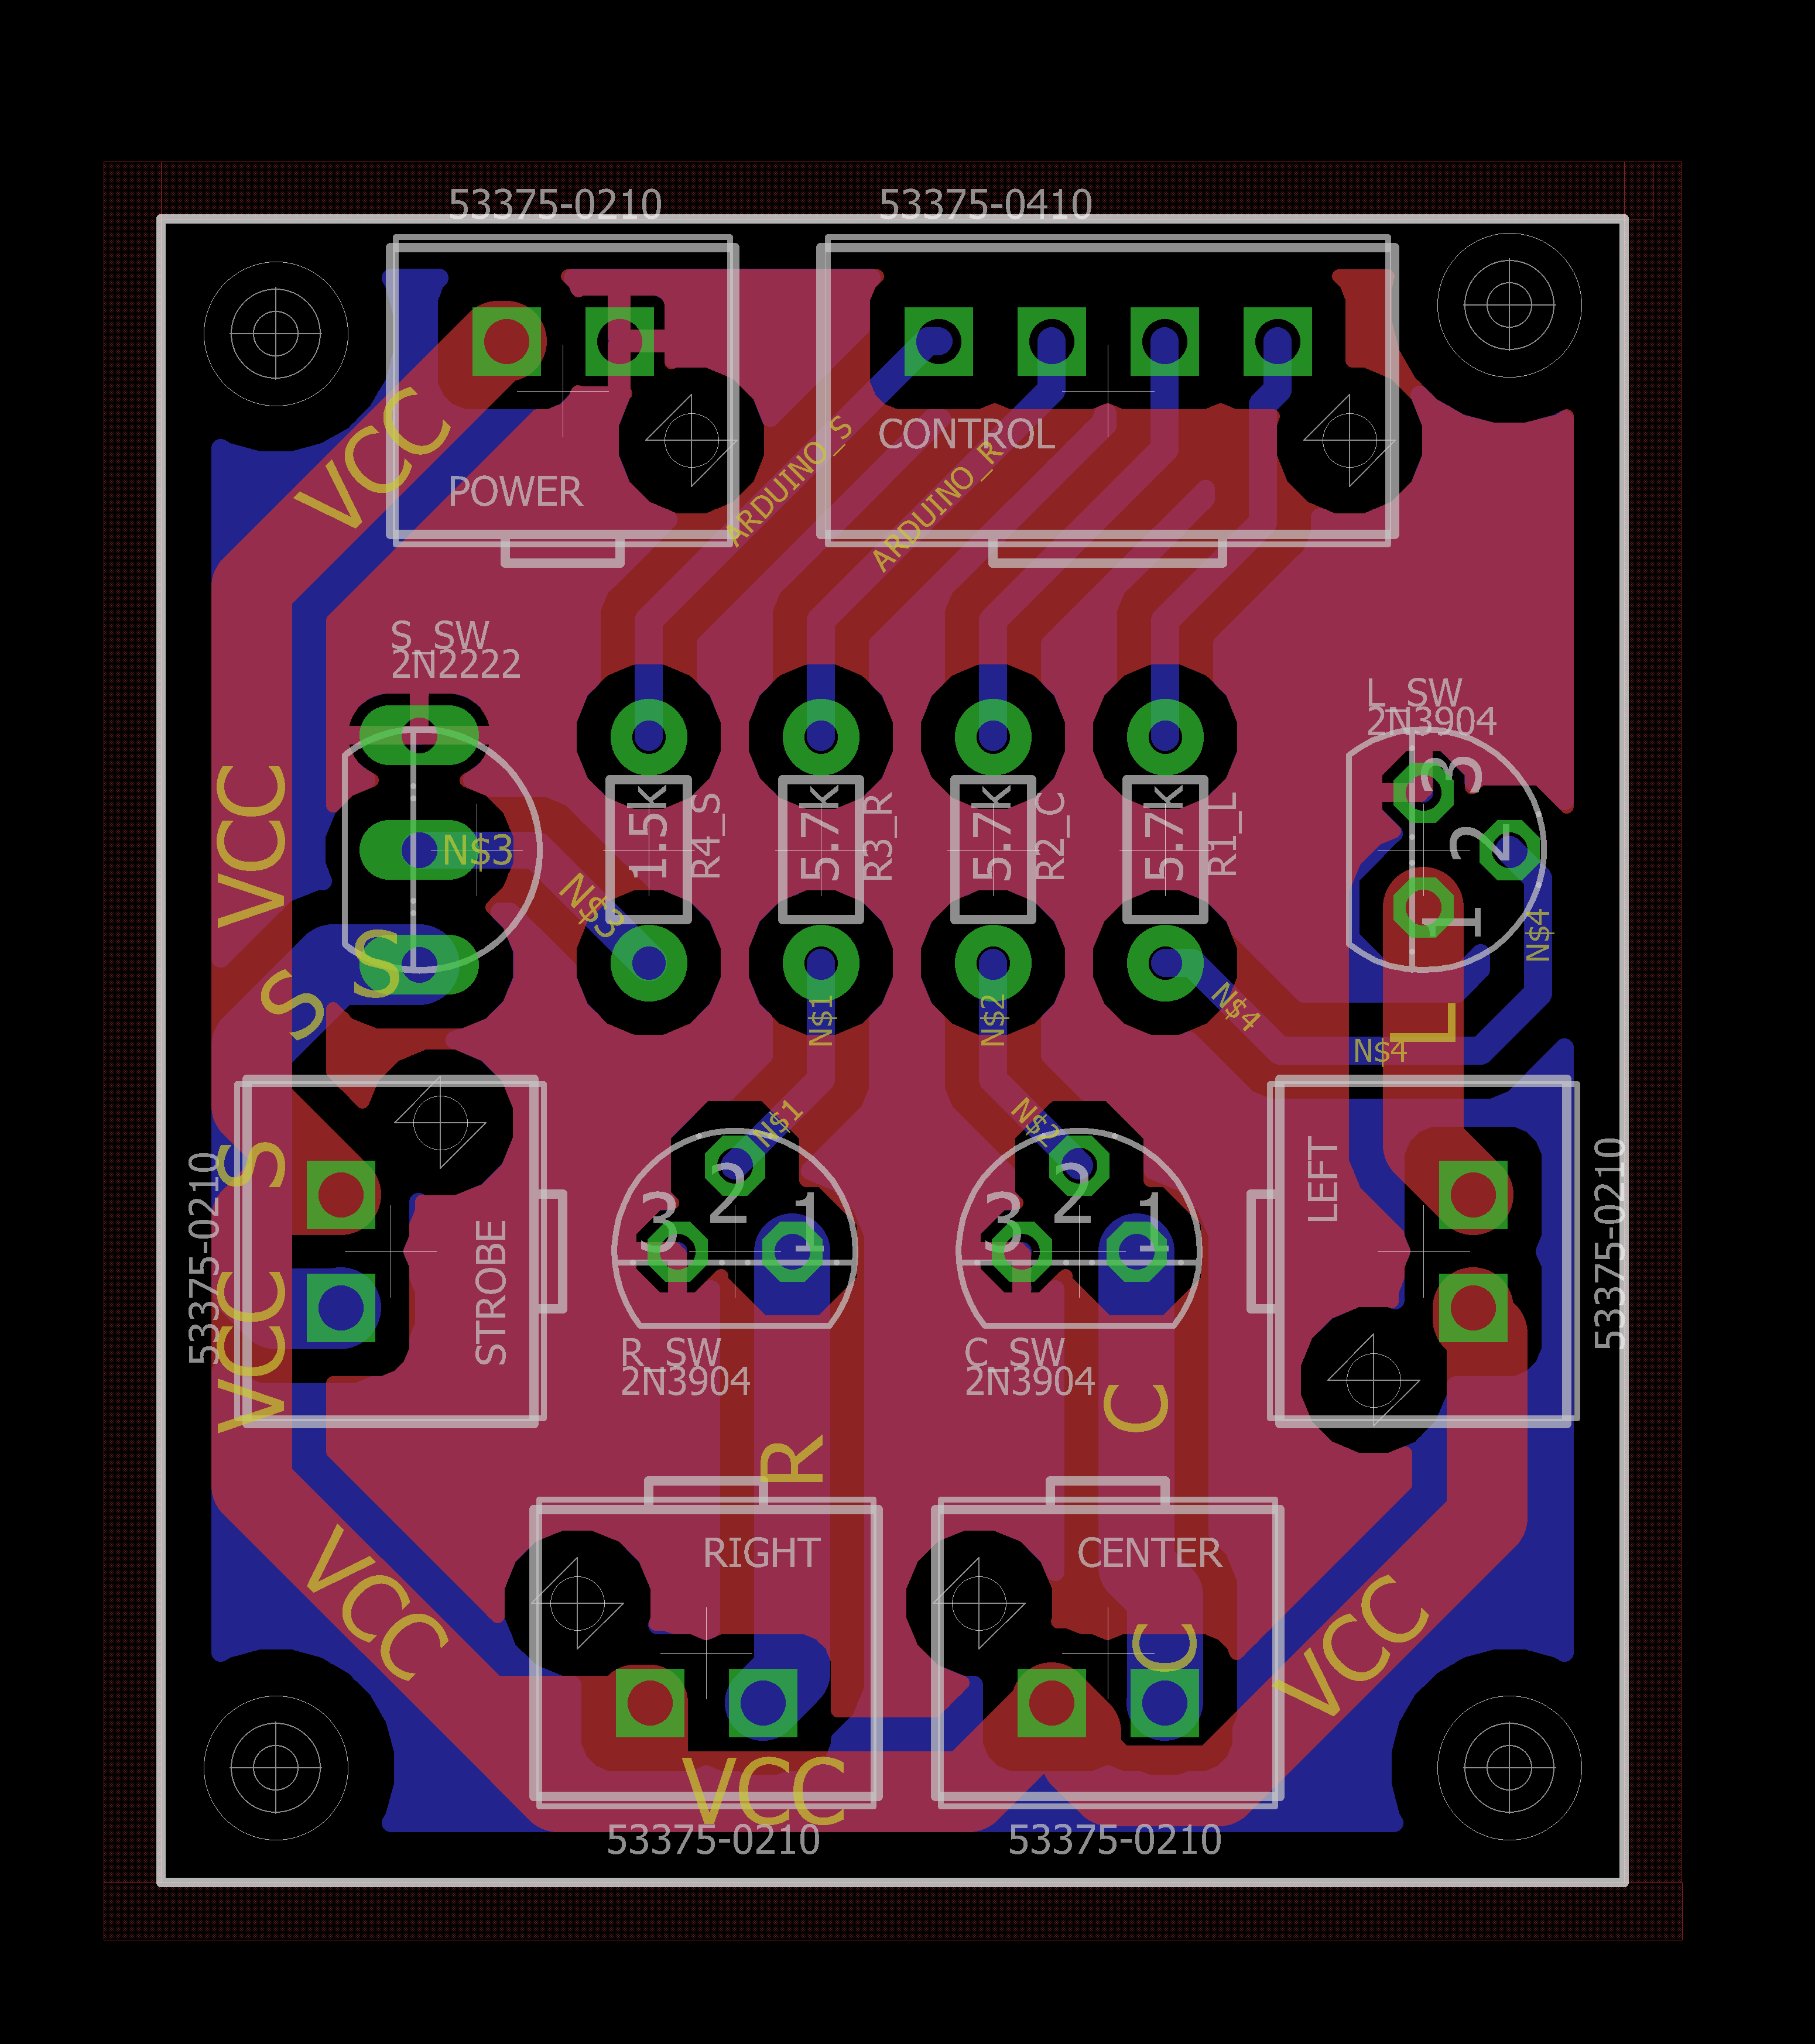 53375-0210
53375-0410
VCC
CONTROL
POWER
ARDUINO_S
ARDUINO_R
S_SW
2N2222
L_SW
2N3904
VCC
N$3
N$3
1.5k
R4_S
5.7k
R3_R
5.7k
R2_C
5.7k
R1_L
3
2
1
N$4
S
S
N$1
N$2
N$4
N$4
L
N$1
N$2
53375-0210
S
STROBE
3
2
1
3
2
1
LEFT
53375-0210
VCC
R_SW
2N3904
C_SW
2N3904
C
R
VCC
RIGHT
CENTER
C
VCC
VCC
53375-0210
53375-0210